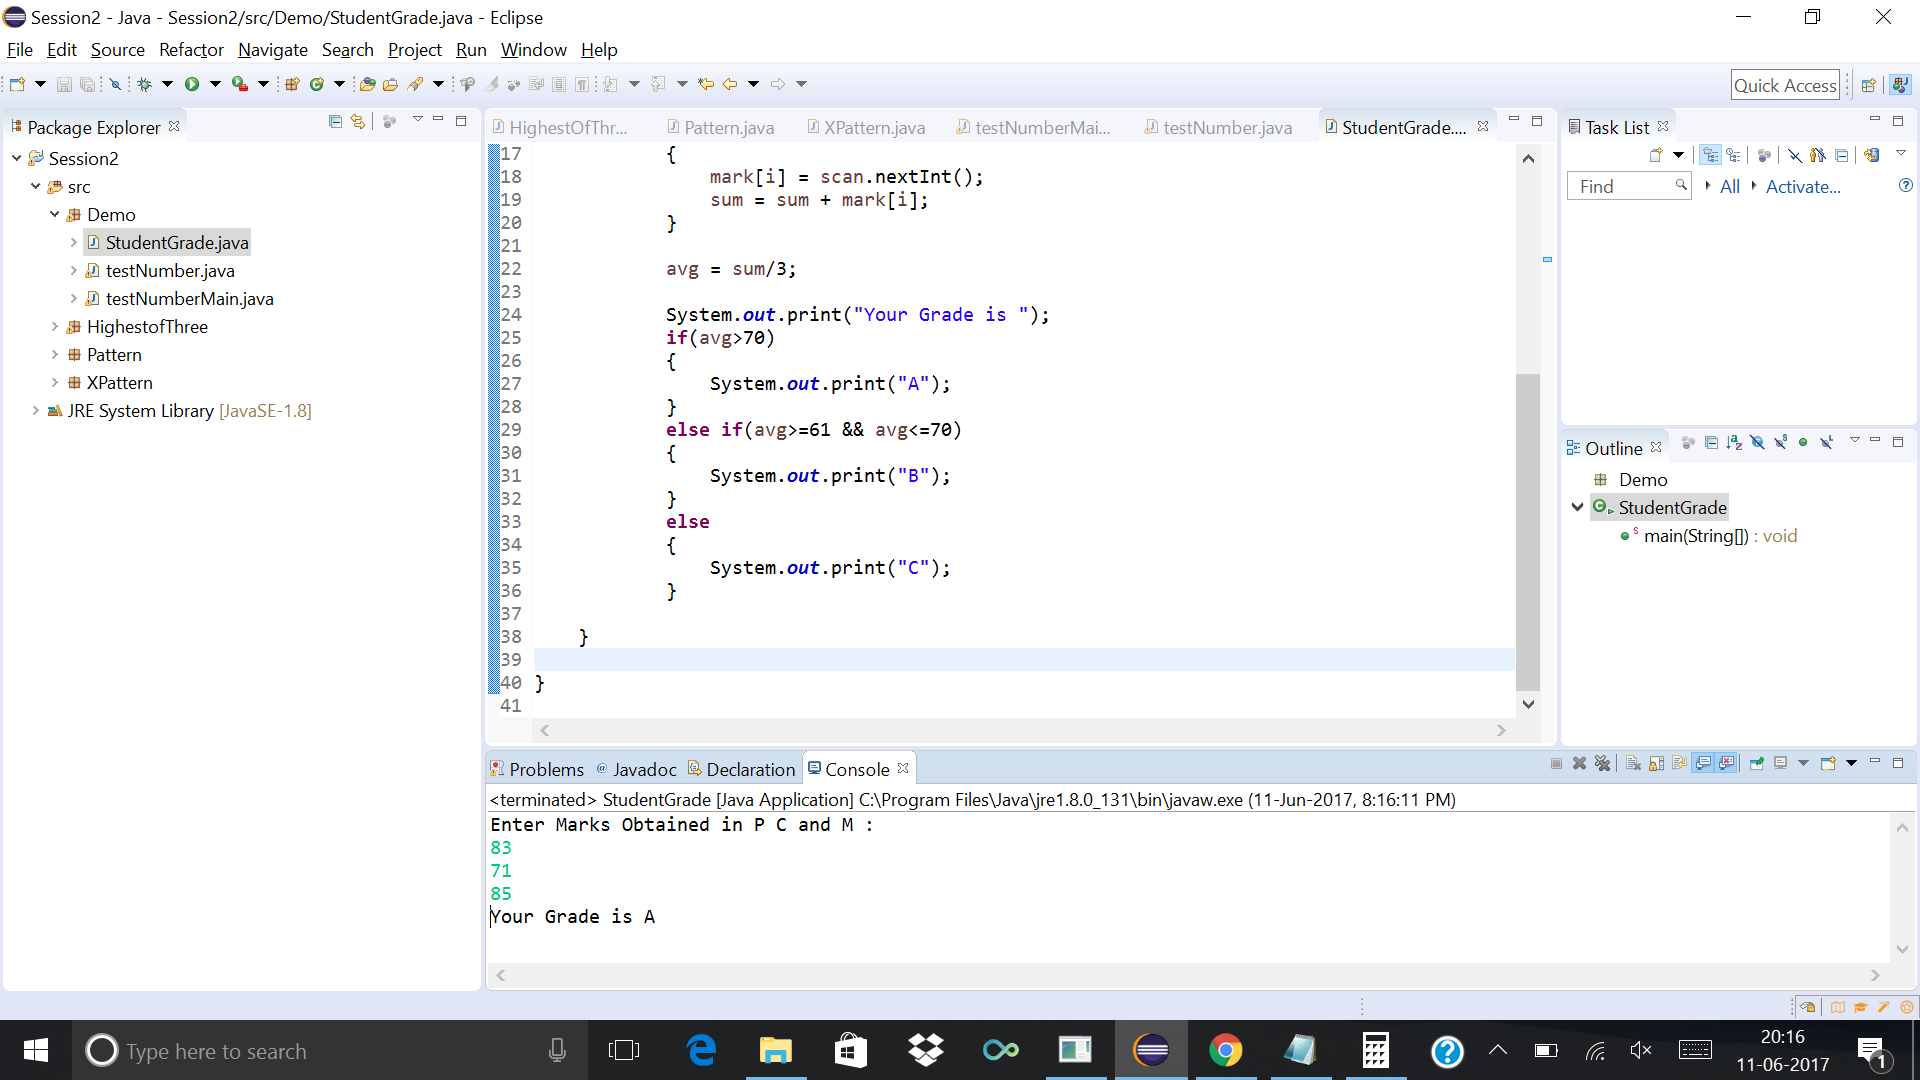 Session2 - Java - Session2/src/Demo/StudentGrade.java - Eclipse
File Edit Source Refactor Navigate Search Project Run Window Help
Quick Access
Package Explorer
Session2
src
Demo
StudentGrade.java
testNumber.java
testNumberMain.java
HighestofThree
Pattern
XPattern
JRE System Library [JavaSE-1.8]
HighestOfThr... Pattern.java XPattern.java testNumberMai... testNumber.java StudentGrade....
17 {
18 mark[i] = scan.nextInt();
19 sum = sum + mark[i];
20 }
21
22 avg = sum/3;
23
24 System.out.print("Your Grade is ");
25 if(avg>70)
26 {
27 System.out.print("A");
28 }
29 else if(avg>=61 && avg<=70)
30 {
31 System.out.print("B");
32 }
33 else
34 {
35 System.out.print("C");
36 }
37
38 }
39
40 }
41
Task List
Find All Activate...
Outline
Demo
StudentGrade
main(String[]) : void
Problems @ Javadoc Declaration Console
<terminated> StudentGrade [Java Application] C:\Program Files\Java\jre1.8.0_131\bin\javaw.exe (11-Jun-2017, 8:16:11 PM)
Enter Marks Obtained in P C and M :
83
71
85
Your Grade is A
Type here to search
20:16
11-06-2017
1